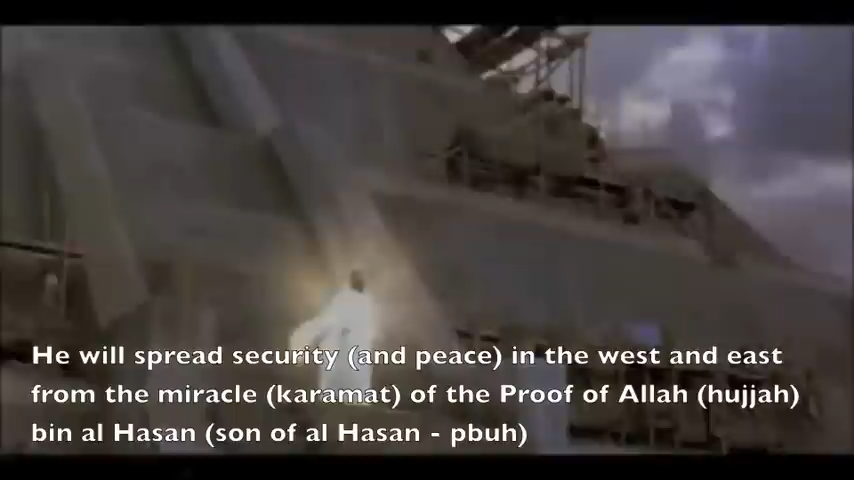 He will spread security (and peace) in the west and east
from the miracle (karamat) of the Proof of Allah (hujjah)
bin al Hasan (son of al Hasan - pbuh)